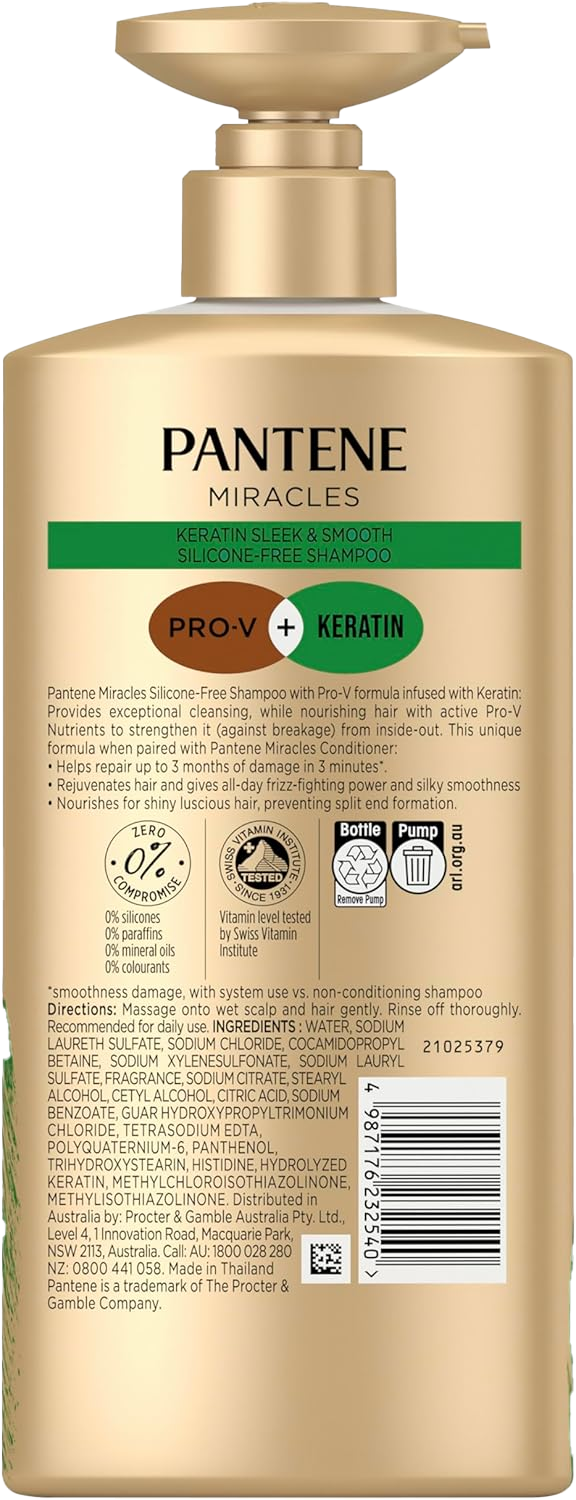 PANTENE
MIRACLES
KERATIN SLEEK & SMOOTH
SILICONE-FREE SHAMPOO
PRO-V + KERATIN
Pantene Miracles Silicone-Free Shampoo with Pro-V formula infused with Keratin:
Provides exceptional cleansing, while nourishing hair with active Pro-V
Nutrients to strengthen it (against breakage) from inside-out. This unique
formula when paired with Pantene Miracles Conditioner:
• Helps repair up to 3 months of damage in 3 minutes*.
• Rejuvenates hair and gives all-day frizz-fighting power and silky smoothness
• Nourishes for shiny luscious hair, preventing split end formation.
ZERO
0%
COMPROMISE
0% silicones
0% paraffins
0% mineral oils
0% colourants
SWISS VITAMIN INSTITUTE
TESTED
SINCE 1931
Vitamin level tested
by Swiss Vitamin
Institute
Bottle
Remove Pump
Pump
arl.org.au
*smoothness damage, with system use vs. non-conditioning shampoo
Directions: Massage onto wet scalp and hair gently. Rinse off thoroughly.
Recommended for daily use. INGREDIENTS : WATER, SODIUM
LAURETH SULFATE, SODIUM CHLORIDE, COCAMIDOPROPYL
BETAINE, SODIUM XYLENESULFONATE, SODIUM LAURYL
SULFATE, FRAGRANCE, SODIUM CITRATE, STEARYL
ALCOHOL, CETYL ALCOHOL, CITRIC ACID, SODIUM
BENZOATE, GUAR HYDROXYPROPYLTRIMONIUM
CHLORIDE, TETRASODIUM EDTA,
POLYQUATERNIUM-6, PANTHENOL,
TRIHYDROXYSTEARIN, HISTIDINE, HYDROLYZED
KERATIN, METHYLCHLOROISOTHIAZOLINONE,
METHYLISOTHIAZOLINONE. Distributed in
Australia by: Procter & Gamble Australia Pty. Ltd.,
Level 4, 1 Innovation Road, Macquarie Park,
NSW 2113, Australia. Call: AU: 1800 028 280
NZ: 0800 441 058. Made in Thailand
Pantene is a trademark of The Procter &
Gamble Company.
21025379
4 987176 232540 >